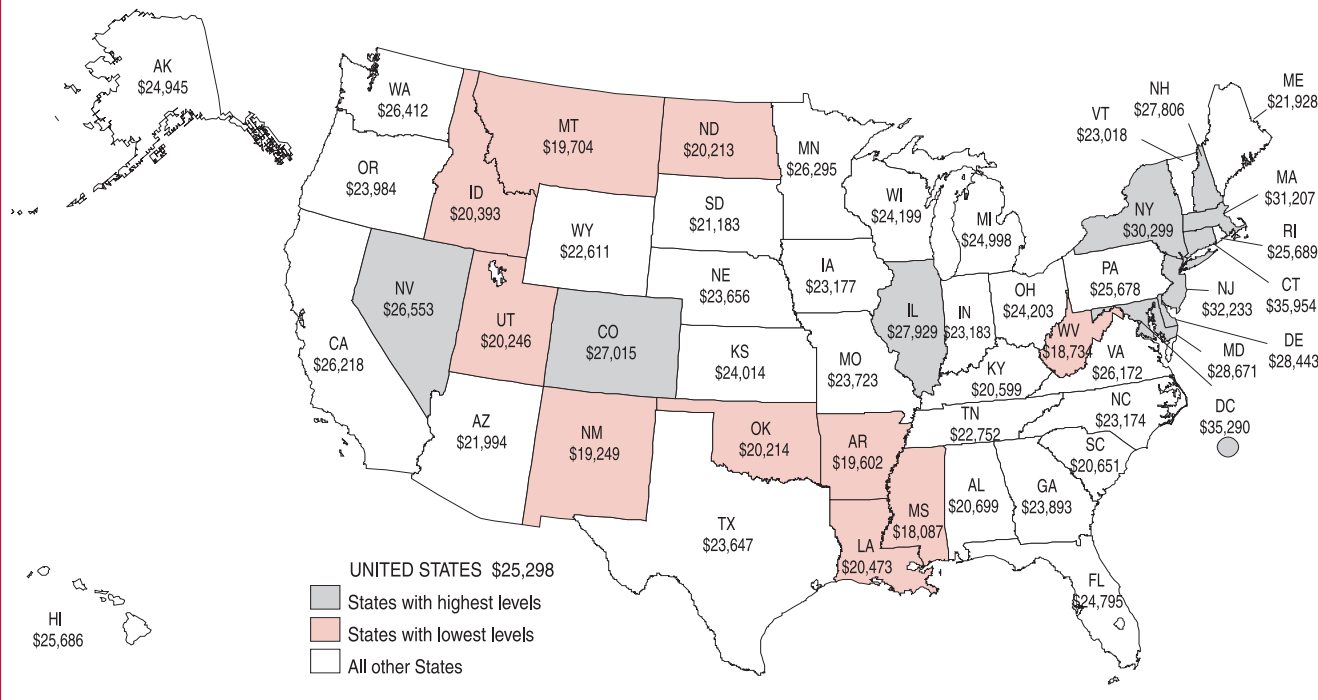 AK
$24,945
WA
$26,412
OR
$23,984
CA
$26,218
NV
$26,553
ID
$20,393
MT
$19,704
WY
$22,611
UT
$20,246
CO
$27,015
AZ
$21,994
NM
$19,249
ND
$20,213
SD
$21,183
NE
$23,656
KS
$24,014
OK
$20,214
TX
$23,647
MN
$26,295
IA
$23,177
MO
$23,723
AR
$19,602
LA
$20,473
WI
$24,199
IL
$27,929
MI
$24,998
IN
$23,183
OH
$24,203
KY
$20,599
TN
$22,752
MS
$18,087
AL
$20,699
GA
$23,893
FL
$24,795
SC
$20,651
NC
$23,174
VA
$26,172
WV
$18,734
PA
$25,678
NY
$30,299
VT
$23,018
NH
$27,806
ME
$21,928
MA
$31,207
RI
$25,689
CT
$35,954
NJ
$32,233
DE
$28,443
MD
$28,671
DC
$35,290
HI
$25,686
UNITED STATES $25,298
States with highest levels
States with lowest levels
All other States